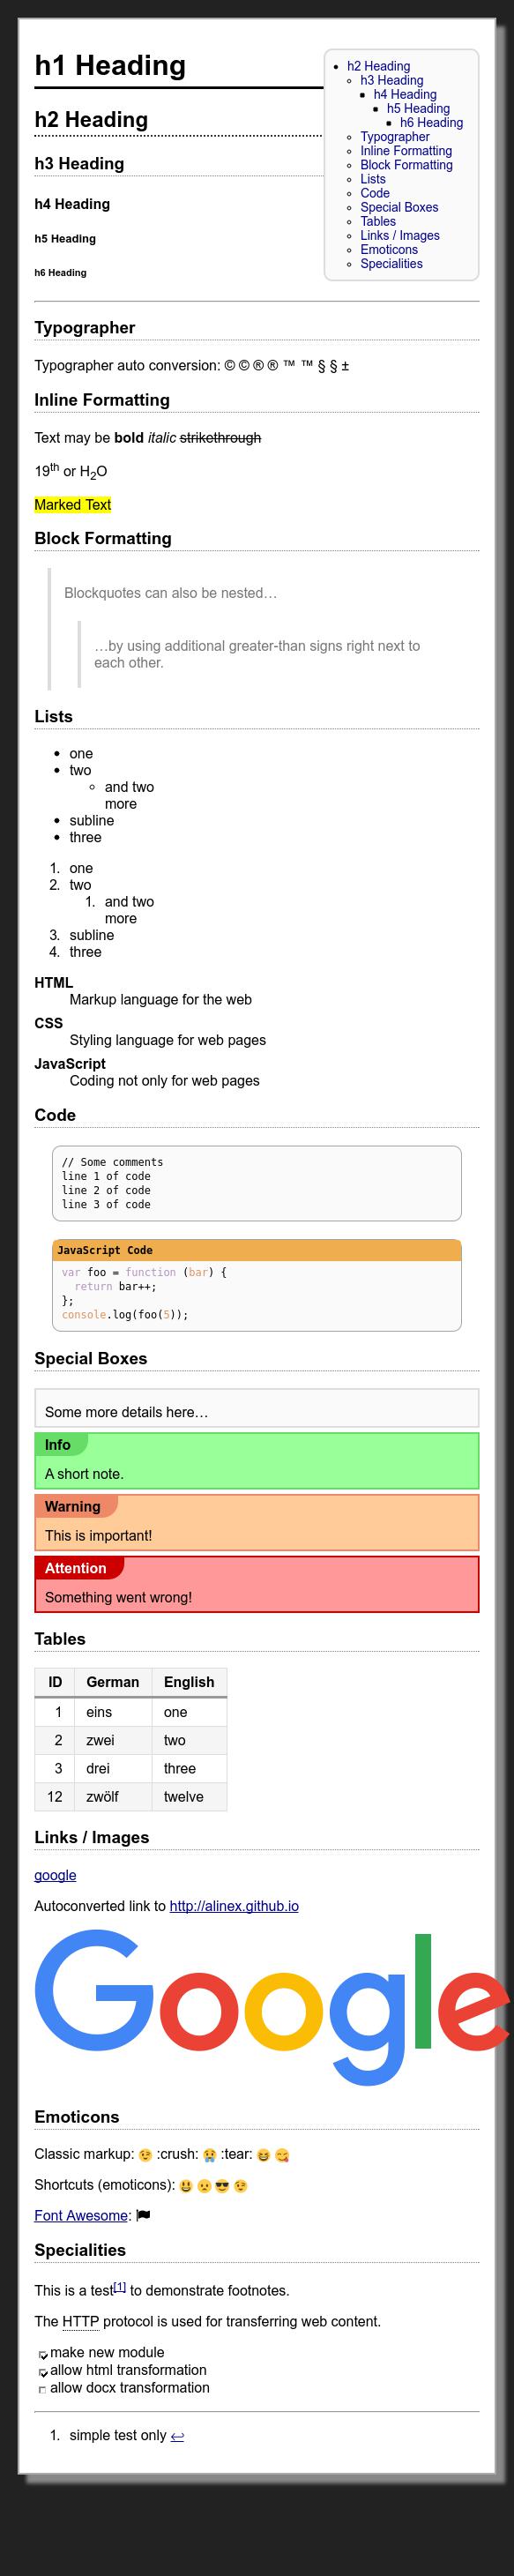 h1 Heading
h2 Heading
h3 Heading
h4 Heading
h5 Heading
h6 Heading
Typographer
Inline Formatting
Block Formatting
Lists
Code
Special Boxes
Tables
Links / Images
Emoticons
Specialities
h2 Heading
h3 Heading
h4 Heading
h5 Heading
h6 Heading
Typographer
Typographer auto conversion: © © ® ® ™ ™ § § ±
Inline Formatting
Text may be bold italic strikethrough
19th or H2O
Marked Text
Block Formatting
Blockquotes can also be nested…
…by using additional greater-than signs right next to
each other.
Lists
one
two
and two
more
subline
three
1. one
2. two
1. and two
more
3. subline
4. three
HTML
Markup language for the web
CSS
Styling language for web pages
JavaScript
Coding not only for web pages
Code
// Some comments
line 1 of code
line 2 of code
line 3 of code
JavaScript Code
var foo = function (bar) {
return bar++;
};
console.log(foo(5));
Special Boxes
Some more details here…
Info
A short note.
Warning
This is important!
Attention
Something went wrong!
Tables
ID German English
1 eins one
2 zwei two
3 drei three
12 zwölf twelve
Links / Images
google
Autoconverted link to http://alinex.github.io
Google
Emoticons
Classic markup: 😉 :crush: 😢 :tear: 😆 😋
Shortcuts (emoticons): 😃 😦 😎 😉
Font Awesome:
Specialities
This is a test[1] to demonstrate footnotes.
The HTTP protocol is used for transferring web content.
make new module
allow html transformation
allow docx transformation
1. simple test only ↩